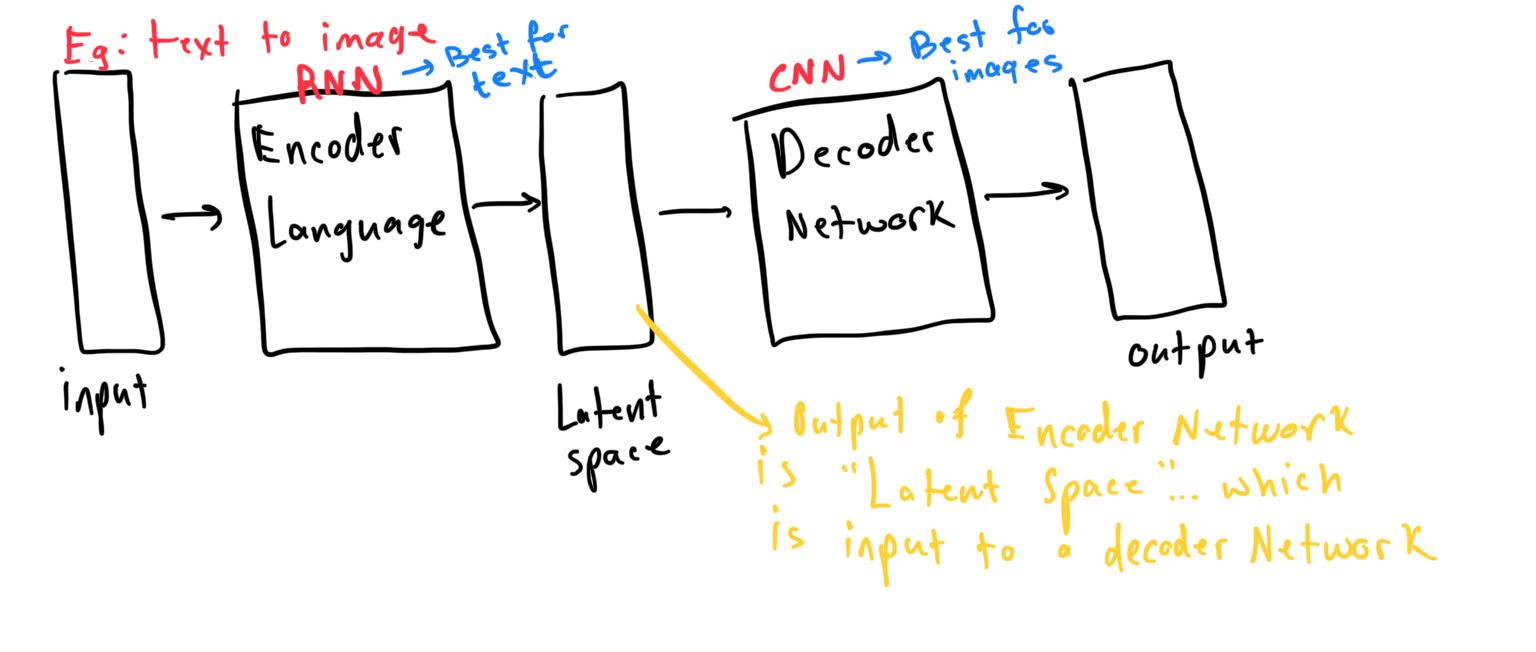 Eg: text to image
RNN → Best for
text
CNN → Best foo
images
Encoder
Language
Decoder
Network
input
Latent
space
output
Output of Encoder Network
is "Latent Space"... which
is input to a decoder Network